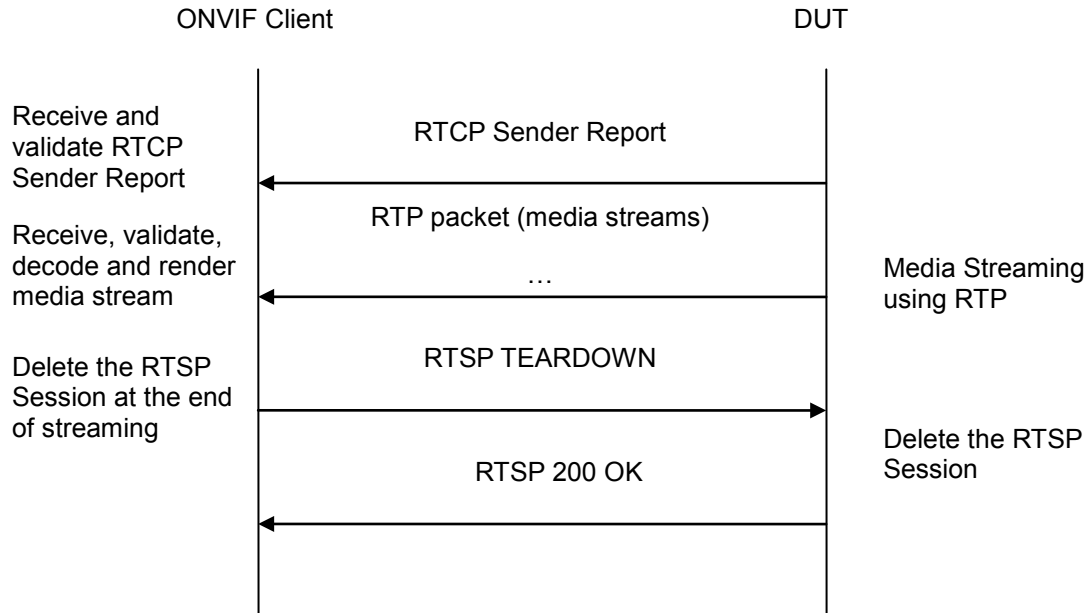 ONVIF Client
DUT
Receive and
validate RTCP
Sender Report
RTCP Sender Report
RTP packet (media streams)
Receive, validate,
decode and render
media stream
…
Media Streaming
using RTP
RTSP TEARDOWN
Delete the RTSP
Session at the end
of streaming
Delete the RTSP
Session
RTSP 200 OK